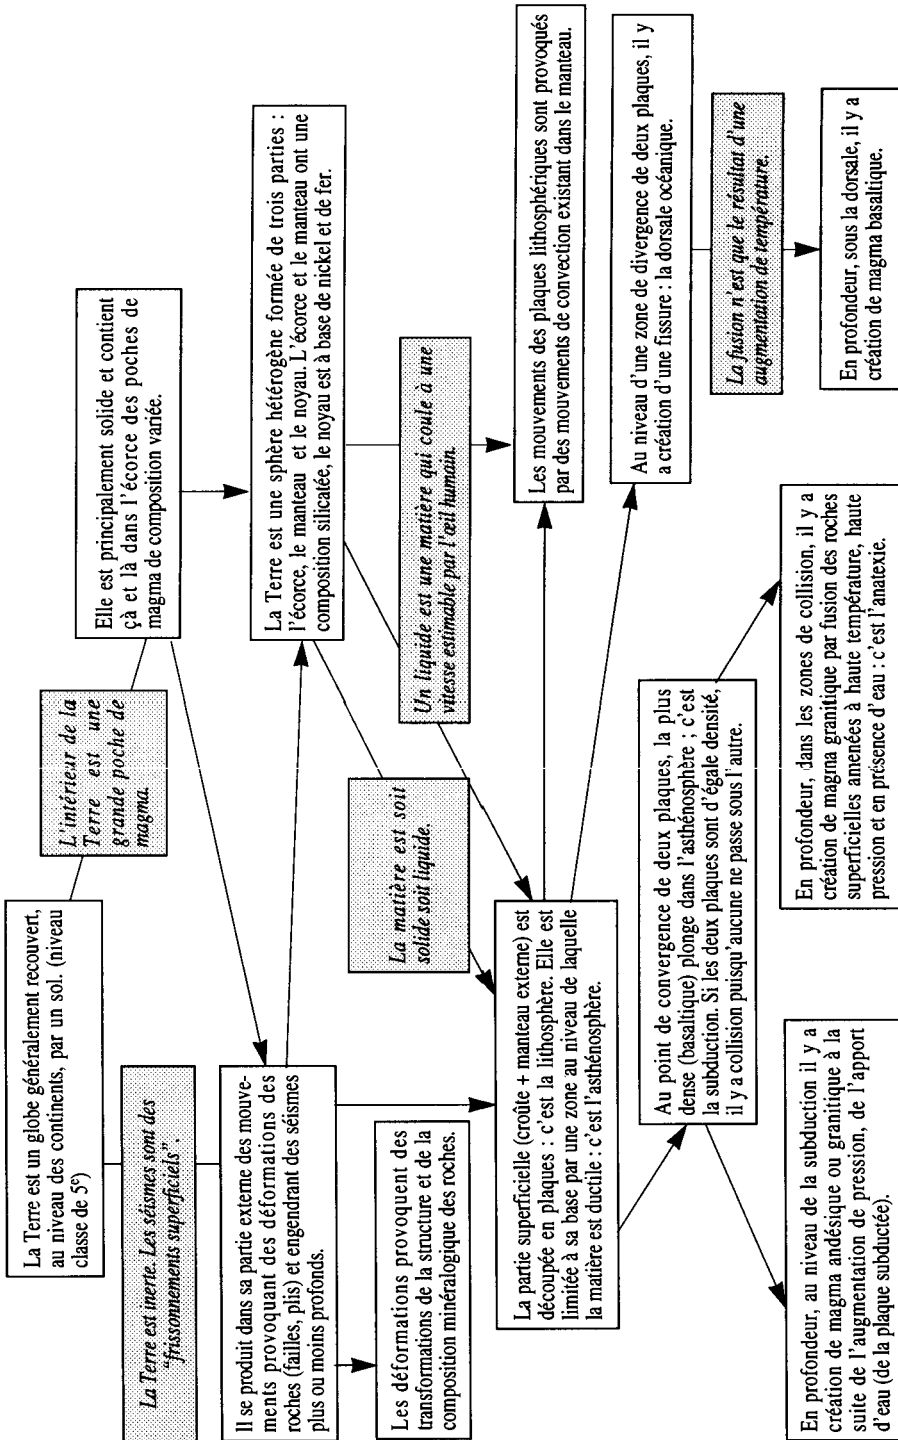 La Terre est un globe généralement recouvert,
au niveau des continents, par un sol. (niveau
classe de 5e)
L'intérieur de la
Terre est une
grande poche de
magma.
Elle est principalement solide et contient
çà et là dans l'écorce des poches de
magma de composition variée.
La Terre est inerte. Les séismes sont des
“frissonnements superficiels”.
Il se produit dans sa partie externe des mouve-
ments provoquant des déformations des
roches (failles, plis) et engendrant des séismes
plus ou moins profonds.
La Terre est une sphère hétérogène formée de trois parties :
l'écorce, le manteau et le noyau. L'écorce et le manteau ont une
composition silicatée, le noyau est à base de nickel et de fer.
Les déformations provoquent des
transformations de la structure et de la
composition minéralogique des roches.
La matière est soit
solide soit liquide.
Un liquide est une matière qui coule à une
vitesse estimable par l'œil humain.
La partie superficielle (croûte + manteau externe) est
découpée en plaques : c'est la lithosphère. Elle est
limitée à sa base par une zone au niveau de laquelle
la matière est ductile : c'est l'asthénosphère.
Les mouvements des plaques lithosphériques sont provoqués
par des mouvements de convection existant dans le manteau.
Au niveau d'une zone de divergence de deux plaques, il y
a création d'une fissure : la dorsale océanique.
Au point de convergence de deux plaques, la plus
dense (basaltique) plonge dans l'asthénosphère ; c'est
la subduction. Si les deux plaques sont d'égale densité,
il y a collision puisqu'aucune ne passe sous l'autre.
La fusion n'est que le résultat d'une
augmentation de température.
En profondeur, au niveau de la subduction il y a
création de magma andésique ou granitique à la
suite de l'augmentation de pression, de l'apport
d'eau (de la plaque subductée).
En profondeur, dans les zones de collision, il y a
création de magma granitique par fusion des roches
superficielles amenées à haute température, haute
pression et en présence d'eau : c'est l'anatexie.
En profondeur, sous la dorsale, il y a
création de magma basaltique.